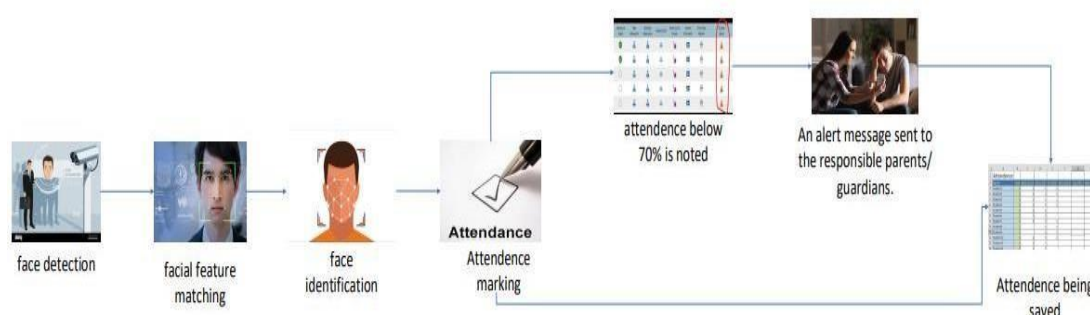 face detection
facial feature
matching
face
identification
Attendance
Attendence
marking
attendence below
70% is noted
An alert message sent to
the responsible parents/
guardians.
Attendance
Attendence being
saved